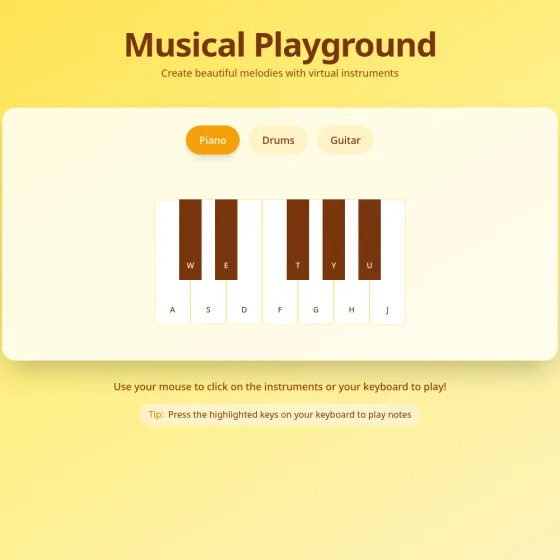 Musical Playground
Create beautiful melodies with virtual instruments
Piano Drums Guitar
W E T Y U
A S D F G H J
Use your mouse to click on the instruments or your keyboard to play!
Tip: Press the highlighted keys on your keyboard to play notes